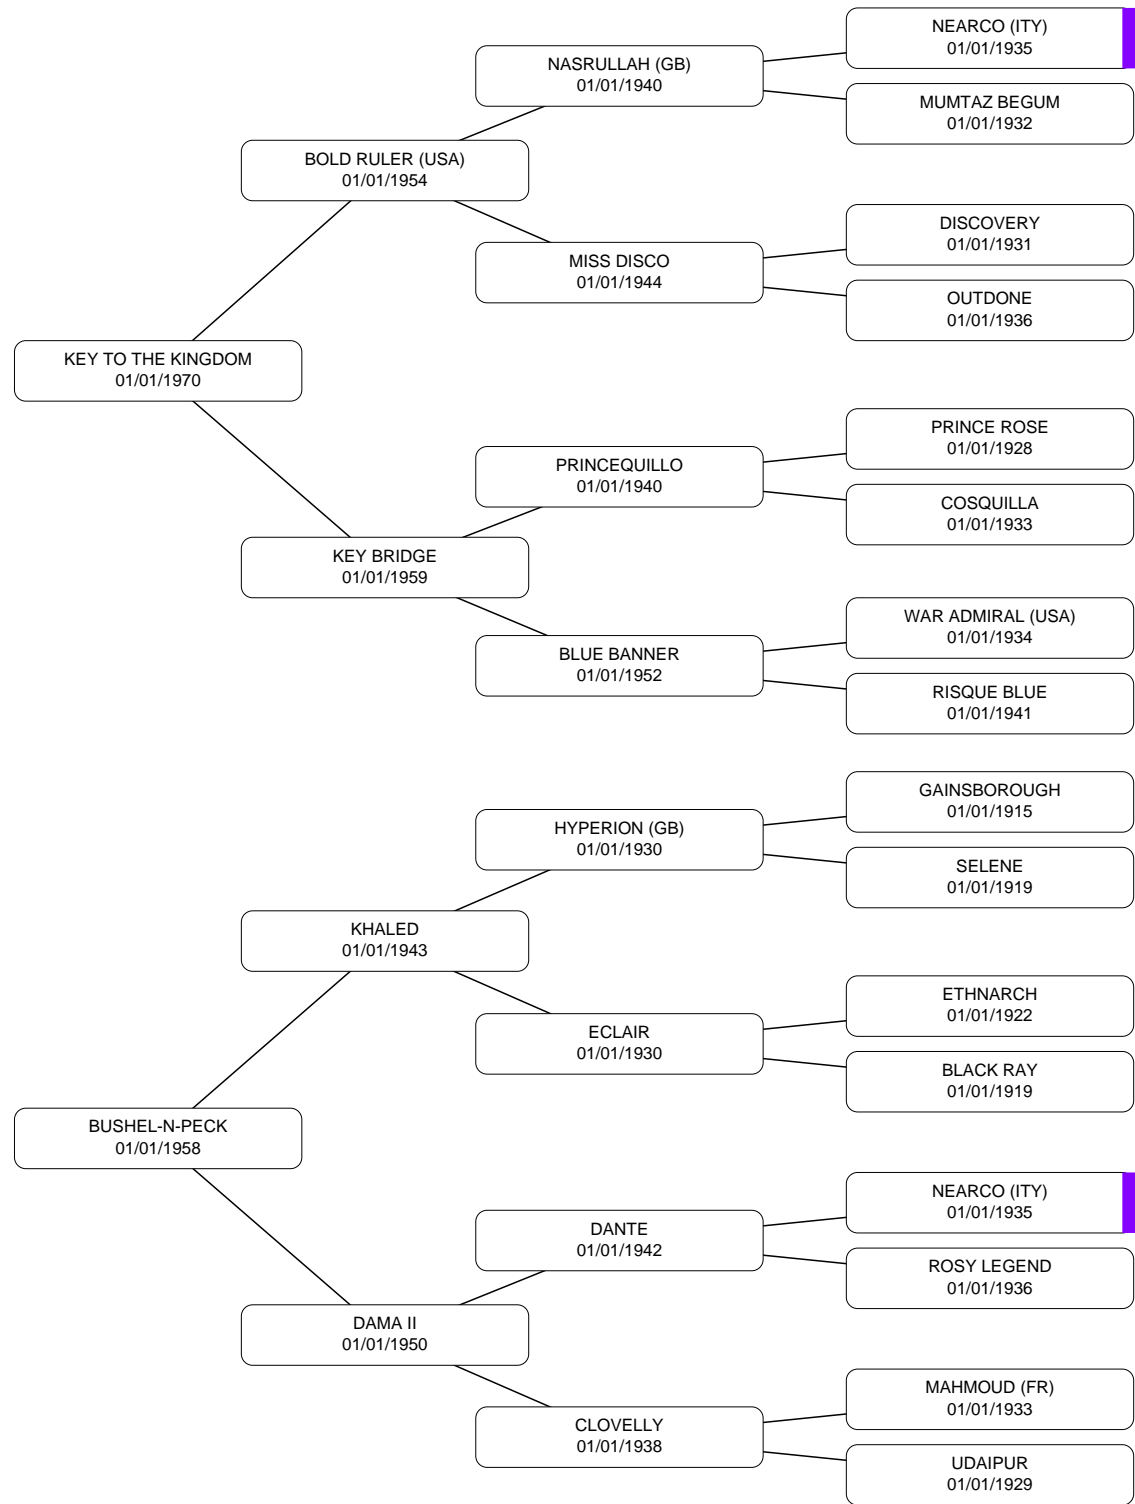 NEARCO (ITY)
01/01/1935
NASRULLAH (GB)
01/01/1940
MUMTAZ BEGUM
01/01/1932
BOLD RULER (USA)
01/01/1954
DISCOVERY
01/01/1931
MISS DISCO
01/01/1944
OUTDONE
01/01/1936
KEY TO THE KINGDOM
01/01/1970
PRINCE ROSE
01/01/1928
PRINCEQUILLO
01/01/1940
COSQUILLA
01/01/1933
KEY BRIDGE
01/01/1959
WAR ADMIRAL (USA)
01/01/1934
BLUE BANNER
01/01/1952
RISQUE BLUE
01/01/1941
GAINSBOROUGH
01/01/1915
HYPERION (GB)
01/01/1930
SELENE
01/01/1919
KHALED
01/01/1943
ETHNARCH
01/01/1922
ECLAIR
01/01/1930
BLACK RAY
01/01/1919
BUSHEL-N-PECK
01/01/1958
NEARCO (ITY)
01/01/1935
DANTE
01/01/1942
ROSY LEGEND
01/01/1936
DAMA II
01/01/1950
MAHMOUD (FR)
01/01/1933
CLOVELLY
01/01/1938
UDAIPUR
01/01/1929